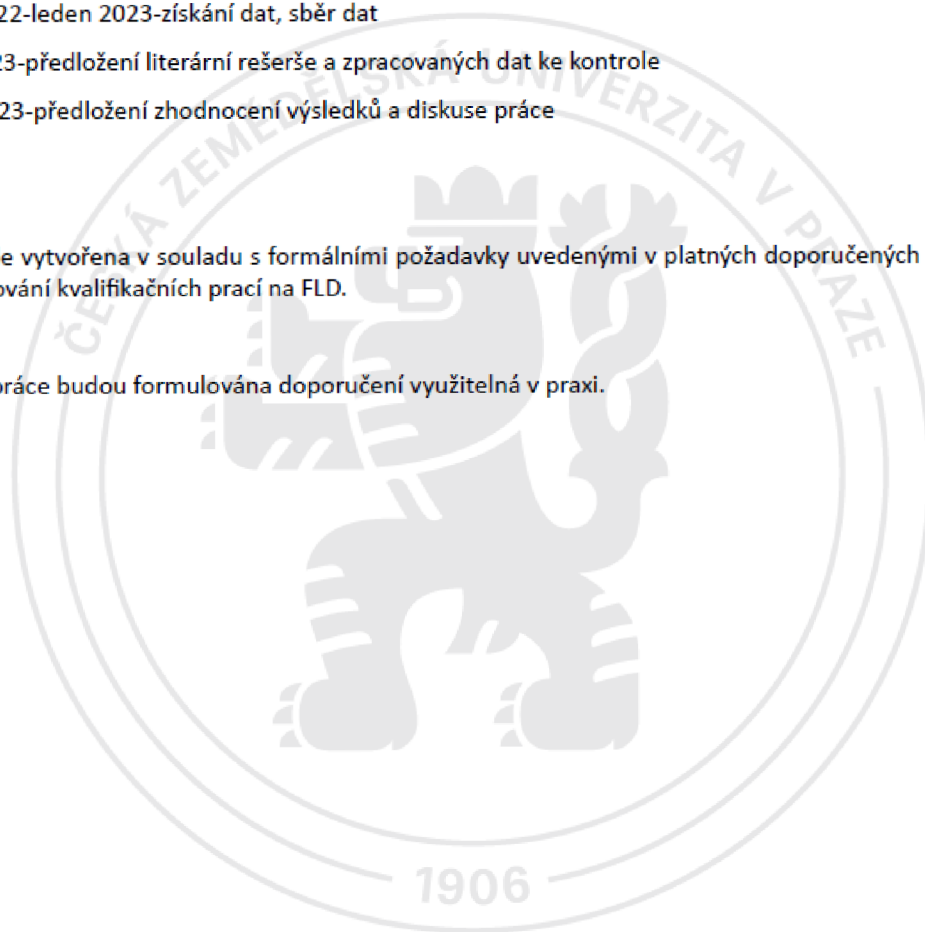 22-leden 2023-získání dat, sběr dat
23-předložení literární rešerše a zpracovaných dat ke kontrole
23-předložení zhodnocení výsledků a diskuse práce
ČESKÁ ZEMĚDĚLSKÁ UNIVERZITA V PRAZE
e vytvořena v souladu s formálními požadavky uvedenými v platných doporučených
ování kvalifikačních prací na FLD.
práce budou formulována doporučení využitelná v praxi.
1906